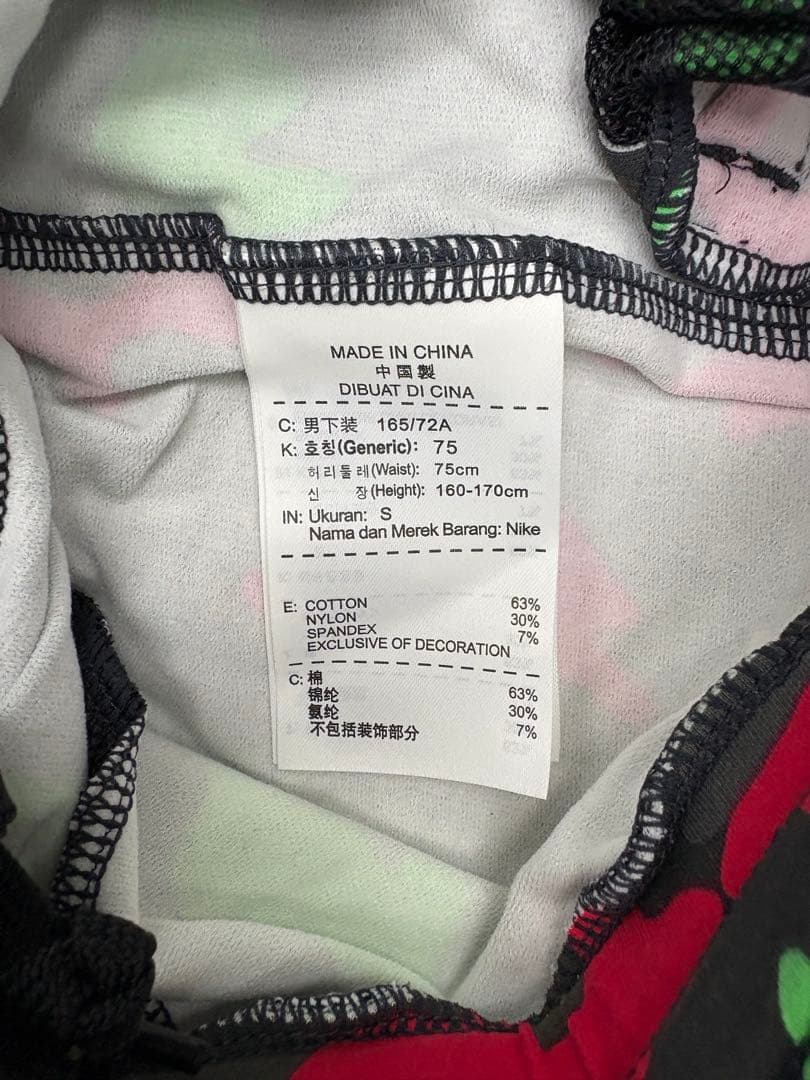 MADE IN CHINA
中国製
DIBUAT DI CINA
C: 男下装 165/72A
K: 호칭(Generic): 75
허리둘레(Waist): 75cm
신 장(Height): 160-170cm
IN: Ukuran: S
Nama dan Merek Barang: Nike
E: COTTON 63%
NYLON 30%
SPANDEX 7%
EXCLUSIVE OF DECORATION
C: 棉 63%
锦纶 30%
氨纶 7%
不包括装饰部分